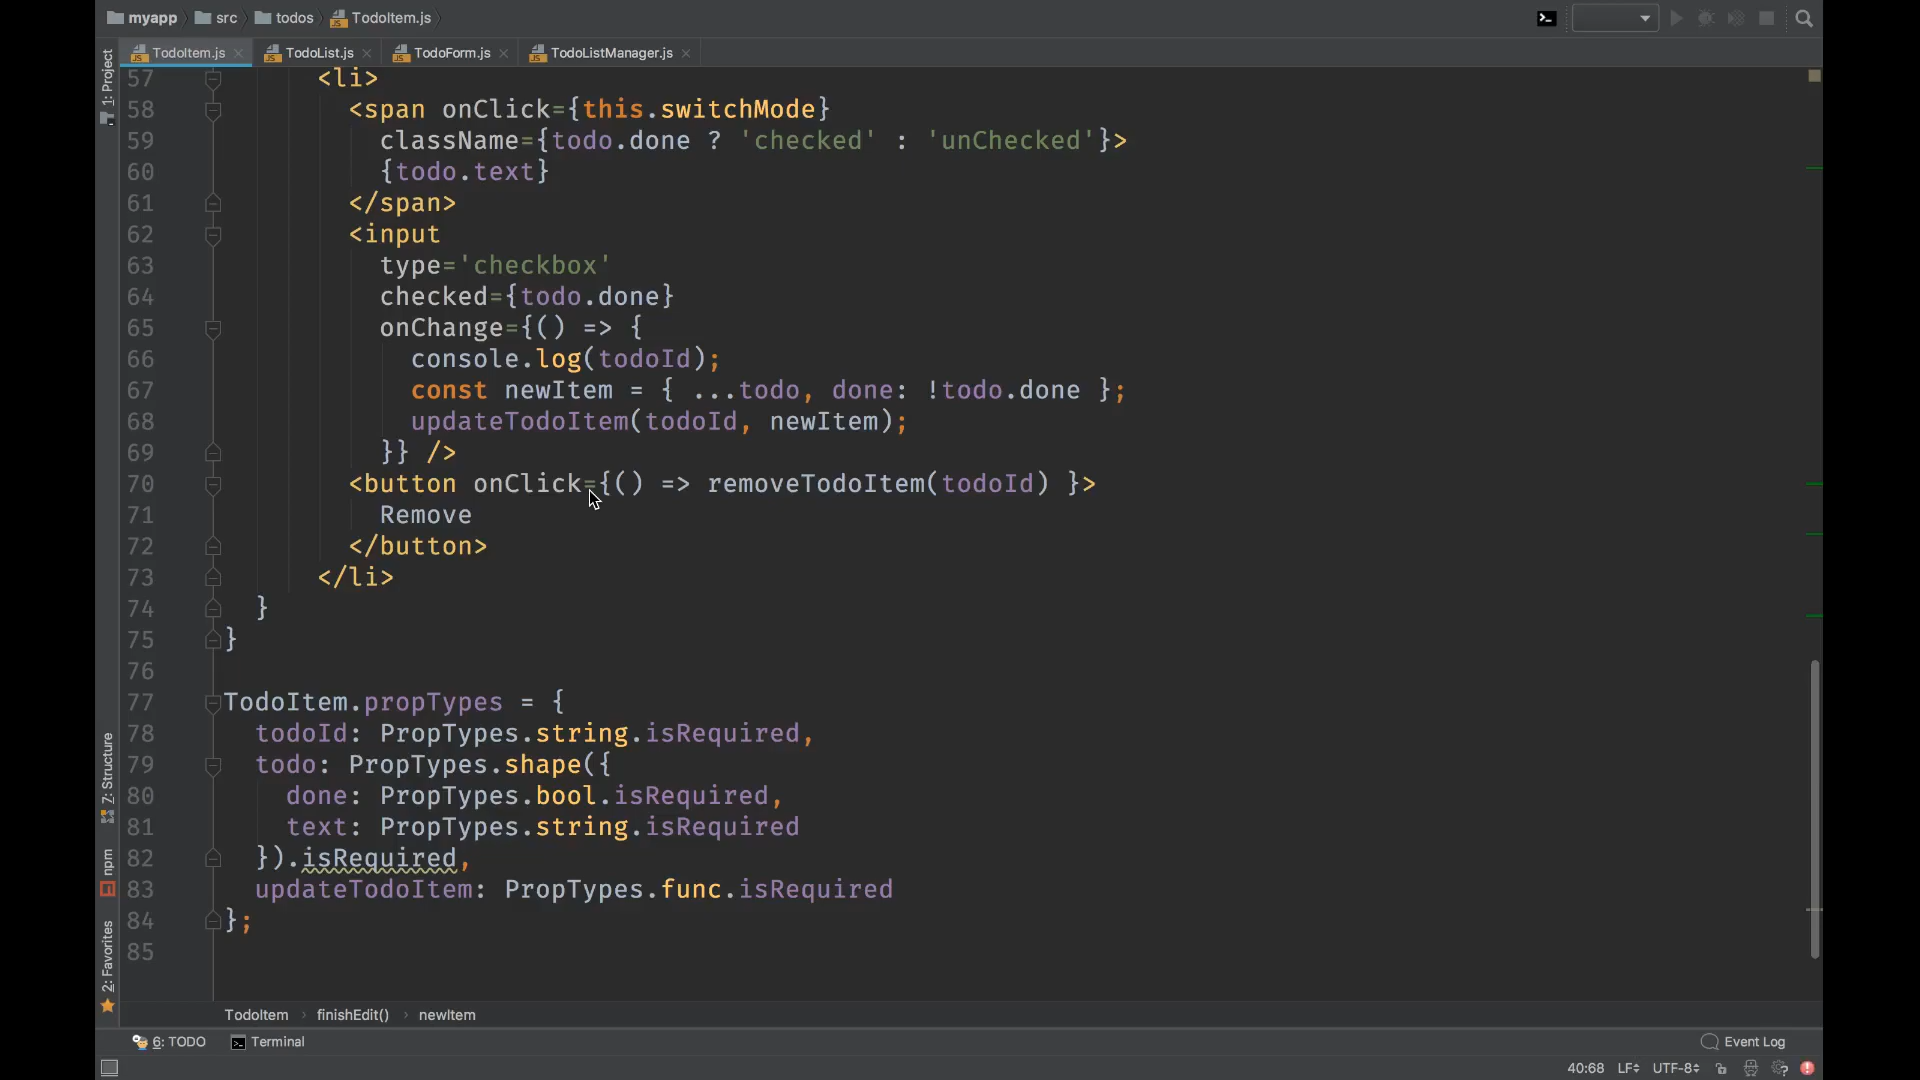 myapp src todos TodoItem.js
TodoItem.js TodoList.js TodoForm.js TodoListManager.js
1: Project
7: Structure
npm
2: Favorites
57 <li>
58 <span onClick={this.switchMode}
59 className={todo.done ? 'checked' : 'unChecked'}>
60 {todo.text}
61 </span>
62 <input
63 type='checkbox'
64 checked={todo.done}
65 onChange={() => {
66 console.log(todoId);
67 const newItem = { ...todo, done: !todo.done };
68 updateTodoItem(todoId, newItem);
69 }} />
70 <button onClick={() => removeTodoItem(todoId) }>
71 Remove
72 </button>
73 </li>
74 }
75 }
76
77 TodoItem.propTypes = {
78 todoId: PropTypes.string.isRequired,
79 todo: PropTypes.shape({
80 done: PropTypes.bool.isRequired,
81 text: PropTypes.string.isRequired
82 }).isRequired,
83 updateTodoItem: PropTypes.func.isRequired
84 };
85
TodoItem finishEdit() newItem
6: TODO Terminal Event Log
40:68 LF UTF-8